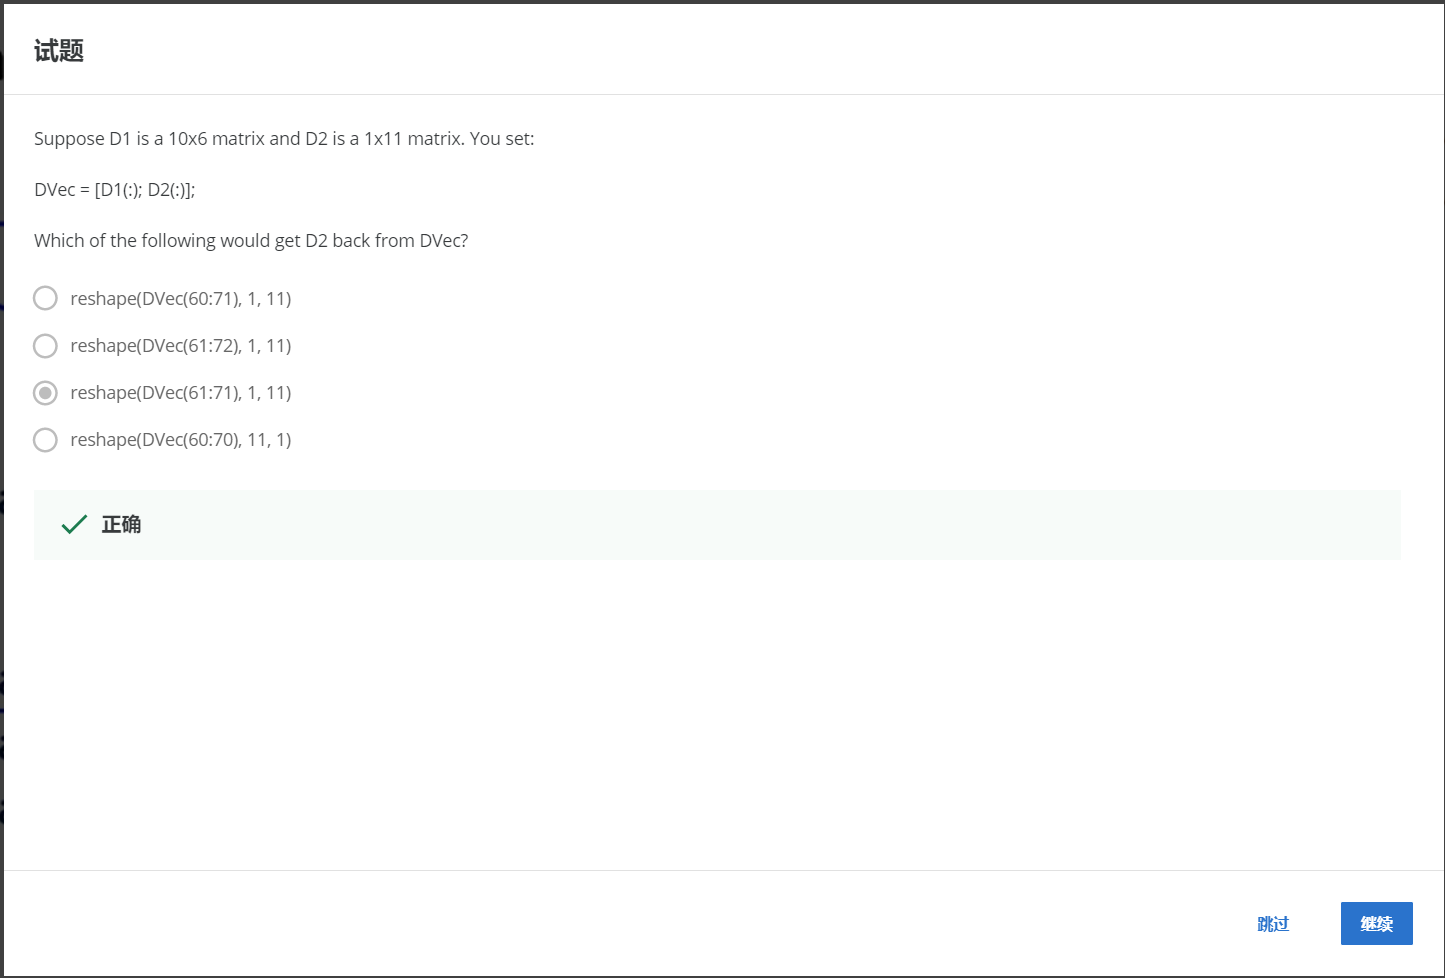 试题
Suppose D1 is a 10x6 matrix and D2 is a 1x11 matrix. You set:
DVec = [D1(:); D2(:)];
Which of the following would get D2 back from DVec?
reshape(DVec(60:71), 1, 11)
reshape(DVec(61:72), 1, 11)
reshape(DVec(61:71), 1, 11)
reshape(DVec(60:70), 11, 1)
正确
跳过
继续